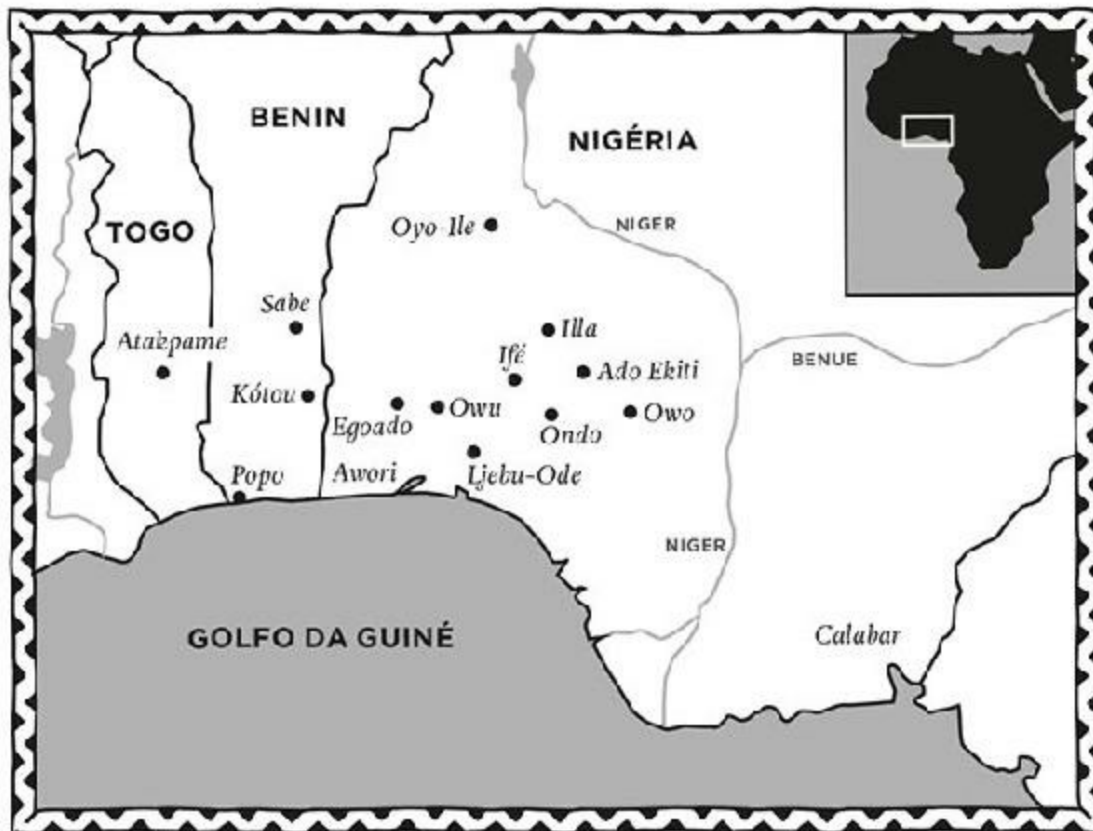 BENIN
NIGÉRIA
TOGO
Oyo-Ile
NIGER
Sabe
Illa
Atakpame
Ifé
BENUE
Ado Ekiti
Kétou
Egbado
Owu
Owo
Ondo
Popo
Awori
Ljebu-Ode
NIGER
GOLFO DA GUINÉ
Calabar